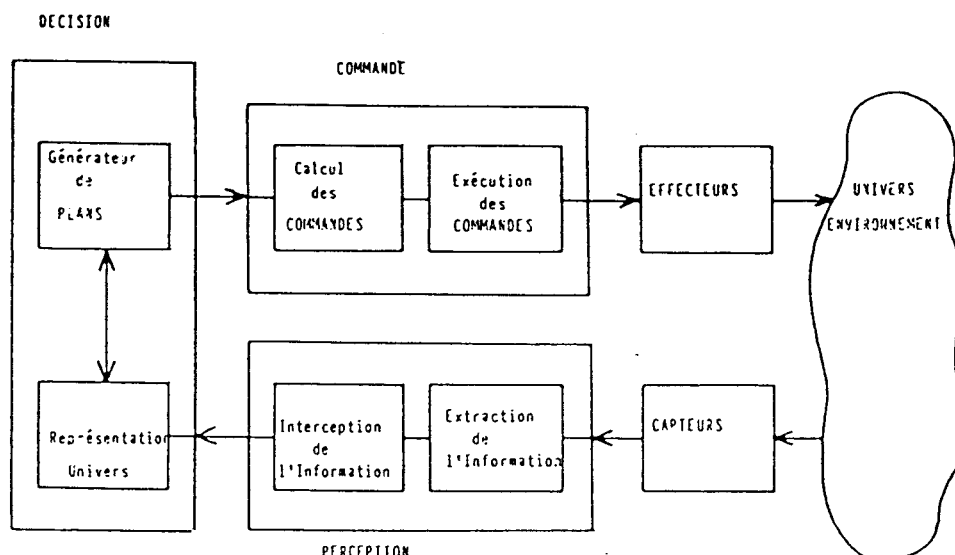 DECISION
COMMANDE
Générateur
de
PLANS
Calcul
des
COMMANDES
Exécution
des
COMMANDES
EFFECTEURS
UNIVERS
ENVIRONNEMENT
Représentation
Univers
Interception
de
l'Information
Extraction
de
l'Information
CAPTEURS
PERCEPTION